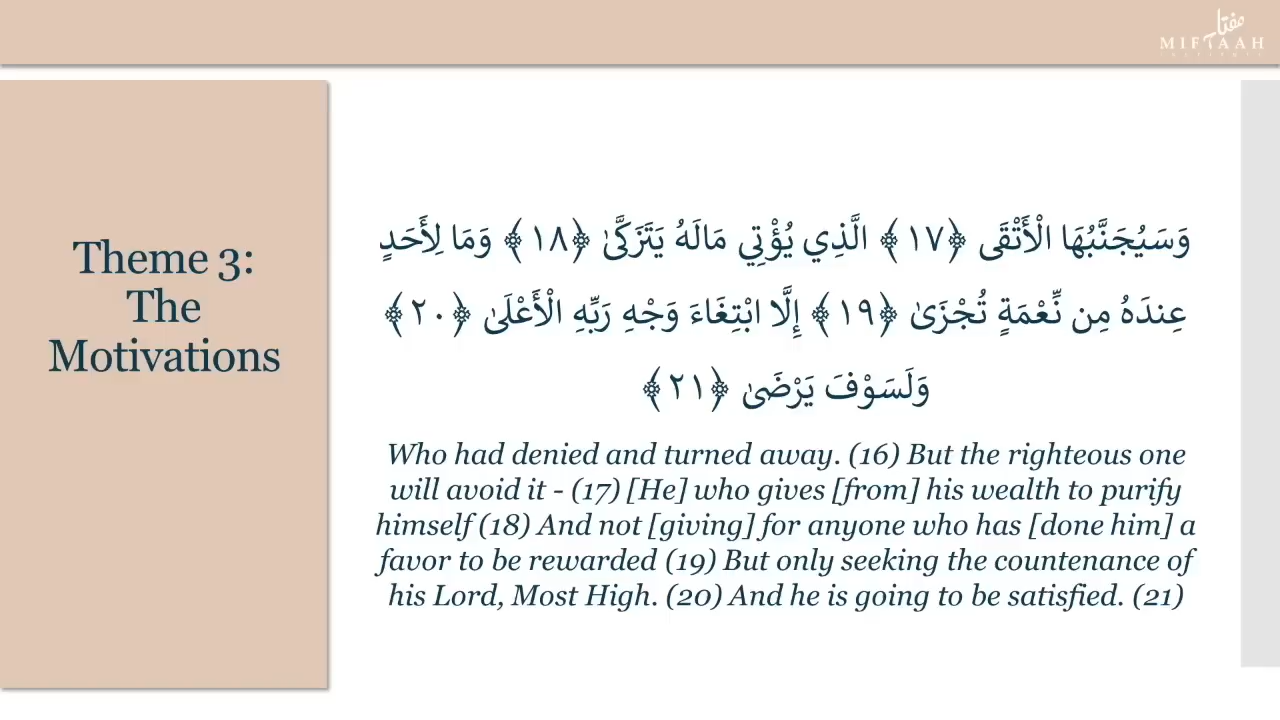 مفتاح
MIFTAAH
INSTITUTE
Theme 3:
The
Motivations
وَسَيُجَنَّبُهَا الْأَتْقَى ﴿١٧﴾ الَّذِي يُؤْتِي مَالَهُ يَتَزَكَّىٰ ﴿١٨﴾ وَمَا لِأَحَدٍ
عِندَهُ مِن نِّعْمَةٍ تُجْزَىٰ ﴿١٩﴾ إِلَّا ابْتِغَاءَ وَجْهِ رَبِّهِ الْأَعْلَىٰ ﴿٢٠﴾
وَلَسَوْفَ يَرْضَىٰ ﴿٢١﴾
Who had denied and turned away. (16) But the righteous one
will avoid it - (17) [He] who gives [from] his wealth to purify
himself (18) And not [giving] for anyone who has [done him] a
favor to be rewarded (19) But only seeking the countenance of
his Lord, Most High. (20) And he is going to be satisfied. (21)